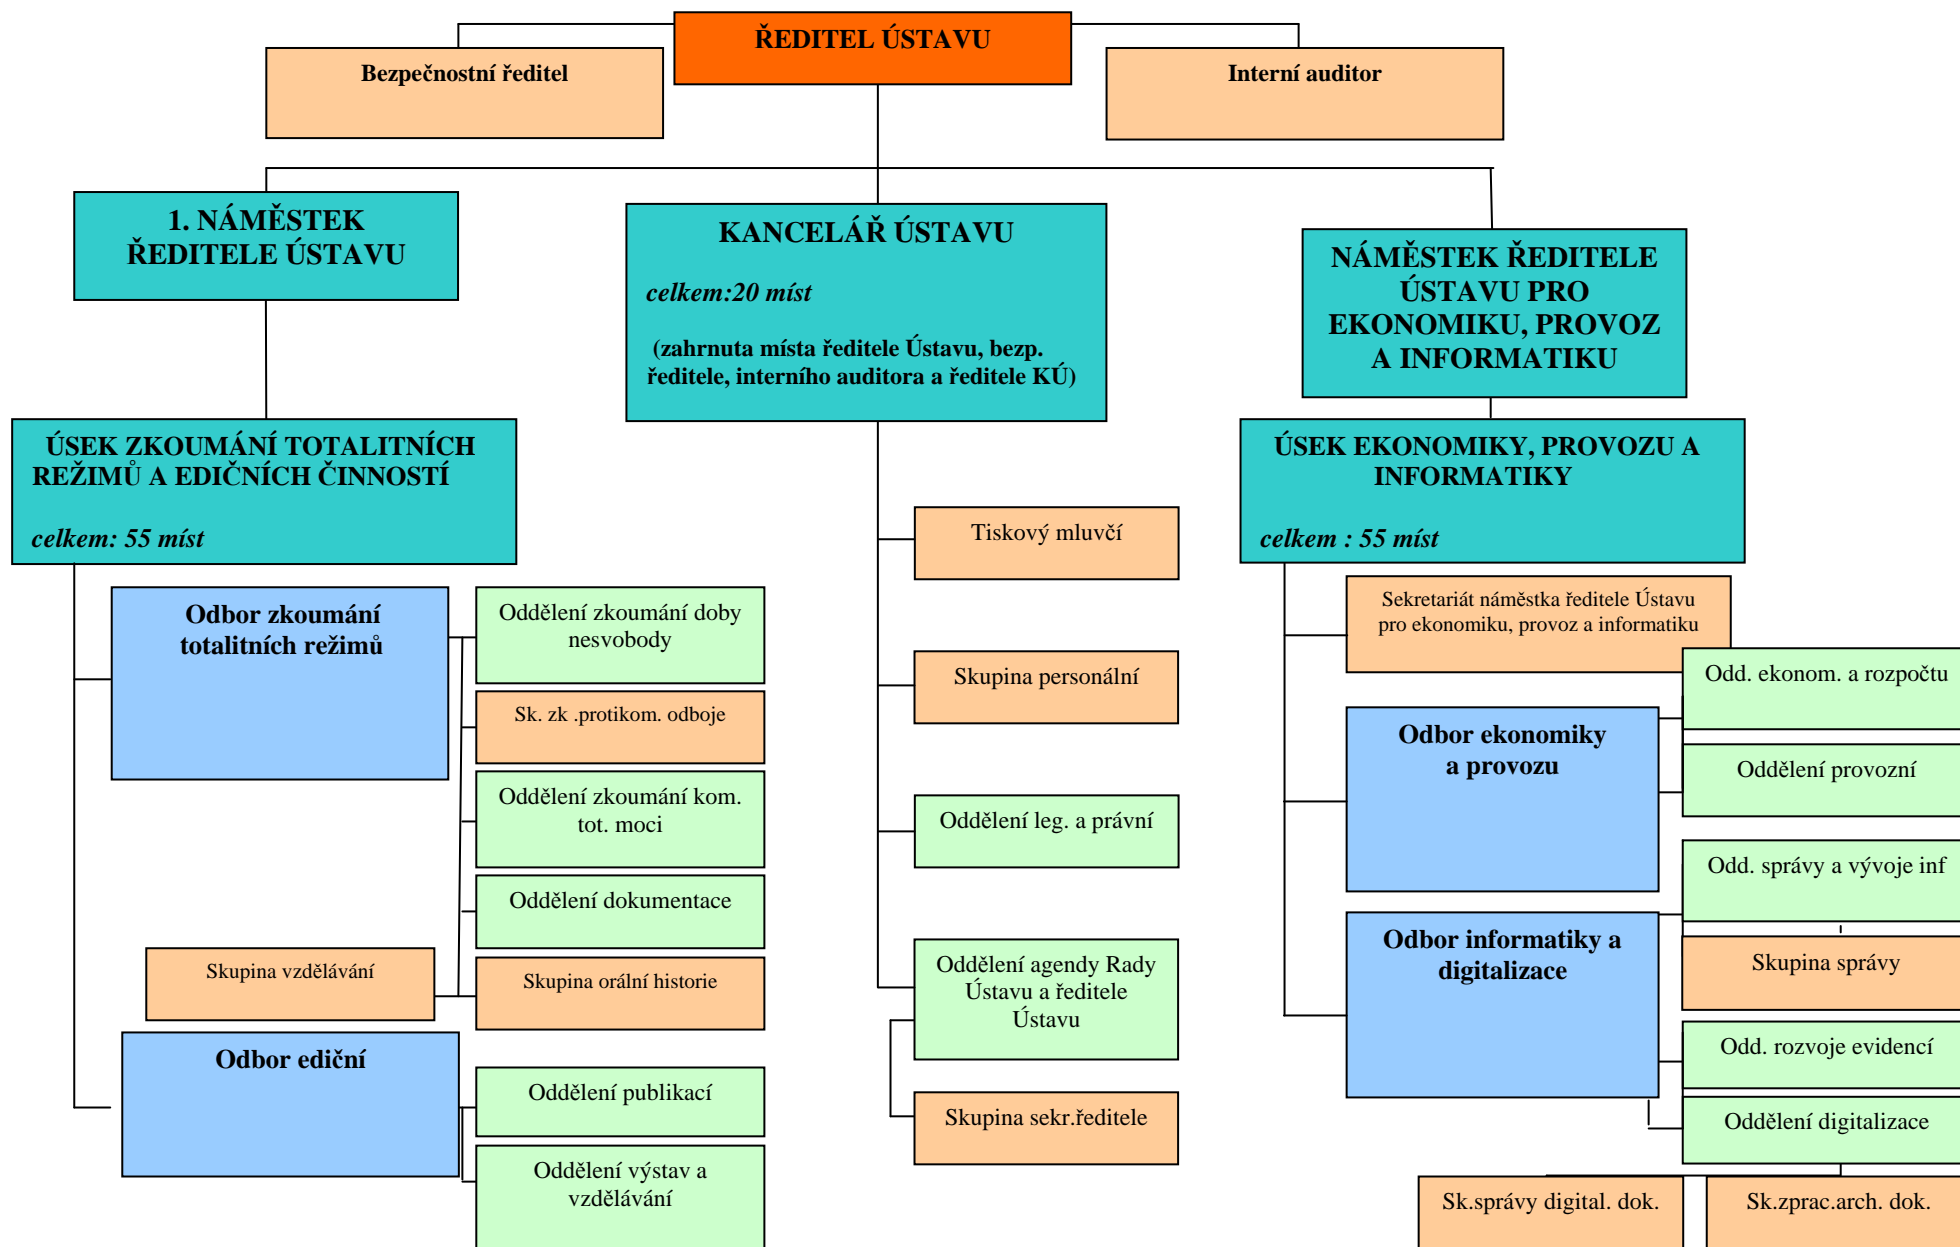 ŘEDITEL ÚSTAVU
Bezpečnostní ředitel
Interní auditor
1. NÁMĚSTEK
ŘEDITELE ÚSTAVU
KANCELÁŘ ÚSTAVU
celkem:20 míst
(zahrnuta místa ředitele Ústavu, bezp.
ředitele, interního auditora a ředitele KÚ)
NÁMĚSTEK ŘEDITELE
ÚSTAVU PRO
EKONOMIKU, PROVOZ
A INFORMATIKU
ÚSEK ZKOUMÁNÍ TOTALITNÍCH
REŽIMŮ A EDIČNÍCH ČINNOSTÍ
celkem: 55 míst
ÚSEK EKONOMIKY, PROVOZU A
INFORMATIKY
celkem : 55 míst
Odbor zkoumání
totalitních režimů
Oddělení zkoumání doby
nesvobody
Sk. zk .protikom. odboje
Oddělení zkoumání kom.
tot. moci
Oddělení dokumentace
Skupina vzdělávání
Skupina orální historie
Odbor ediční
Oddělení publikací
Oddělení výstav a
vzdělávání
Tiskový mluvčí
Skupina personální
Oddělení leg. a právní
Oddělení agendy Rady
Ústavu a ředitele
Ústavu
Skupina sekr.ředitele
Sekretariát náměstka ředitele Ústavu
pro ekonomiku, provoz a informatiku
Odd. ekonom. a rozpočtu
Odbor ekonomiky
a provozu
Oddělení provozní
Odd. správy a vývoje inf
Odbor informatiky a
digitalizace
Skupina správy
Odd. rozvoje evidencí
Oddělení digitalizace
Sk.správy digital. dok.
Sk.zprac.arch. dok.